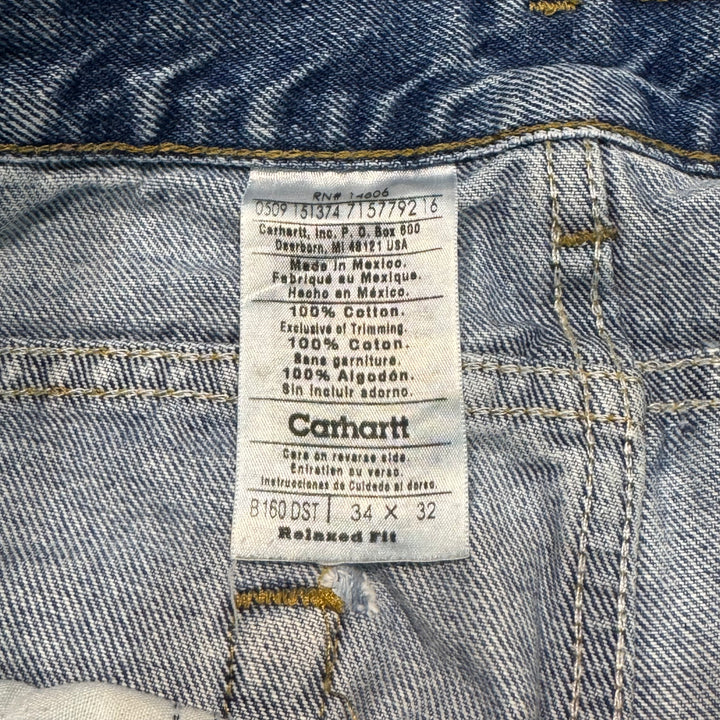 RN# 14806
0509 151374 71577921 6
Carhartt, Inc. P. O. Box 600
Dearborn, MI 48121 USA
Made in Mexico.
Fabriqué au Mexique.
Hecho en México.
100% Cotton.
Exclusive of Trimming.
100% Coton.
Sans garniture.
100% Algodón.
Sin incluir adorno.
Carhartt
Care on reverse side.
Entretien au verso.
Instrucciones de Cuidado al dorso.
B160 DST 34 X 32
Relaxed Fit